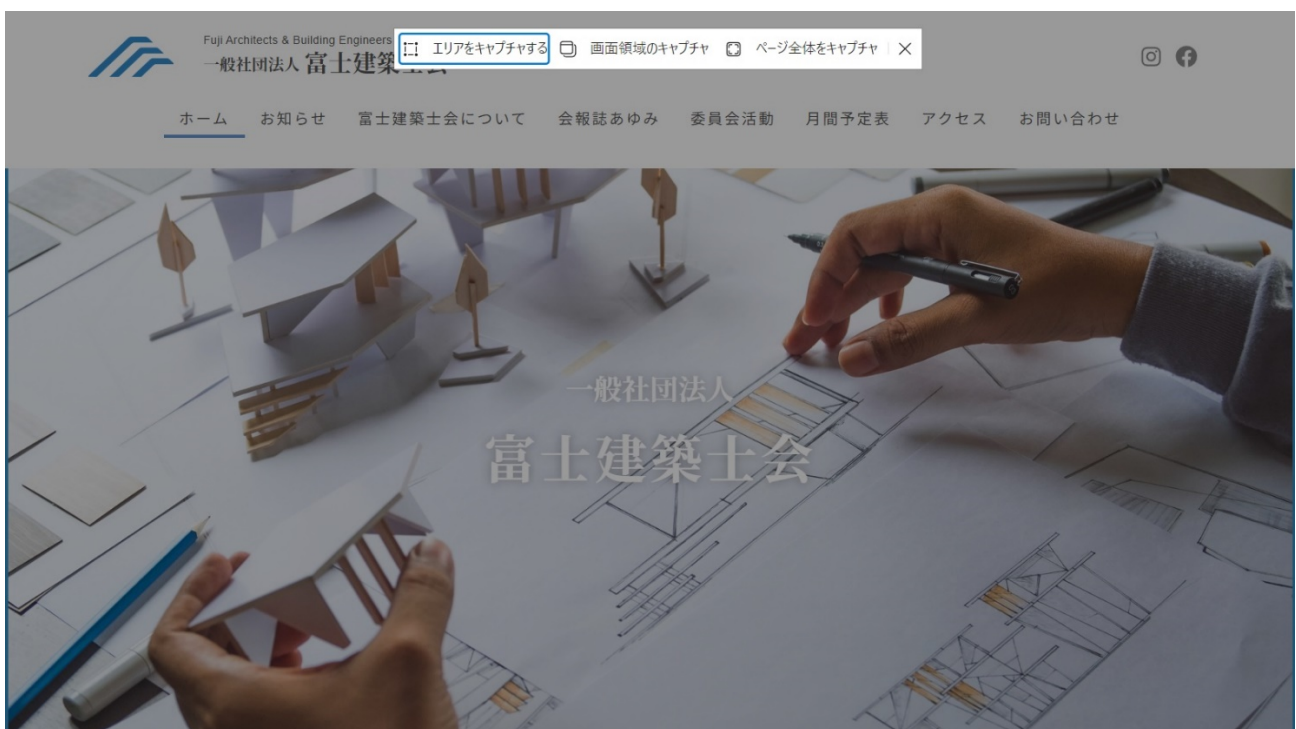 Fuji Architects & Building Engineers
一般社団法人 富士建築士会
エリアをキャプチャする 画面領域のキャプチャ ページ全体をキャプチャ
ホーム お知らせ 富士建築士会について 会報誌あゆみ 委員会活動 月間予定表 アクセス お問い合わせ
一般社団法人
富士建築士会